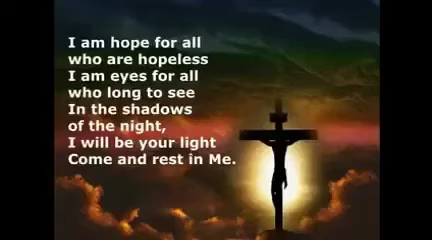 I am hope for all
who are hopeless
I am eyes for all
who long to see
In the shadows
of the night,
I will be your light
Come and rest in Me.